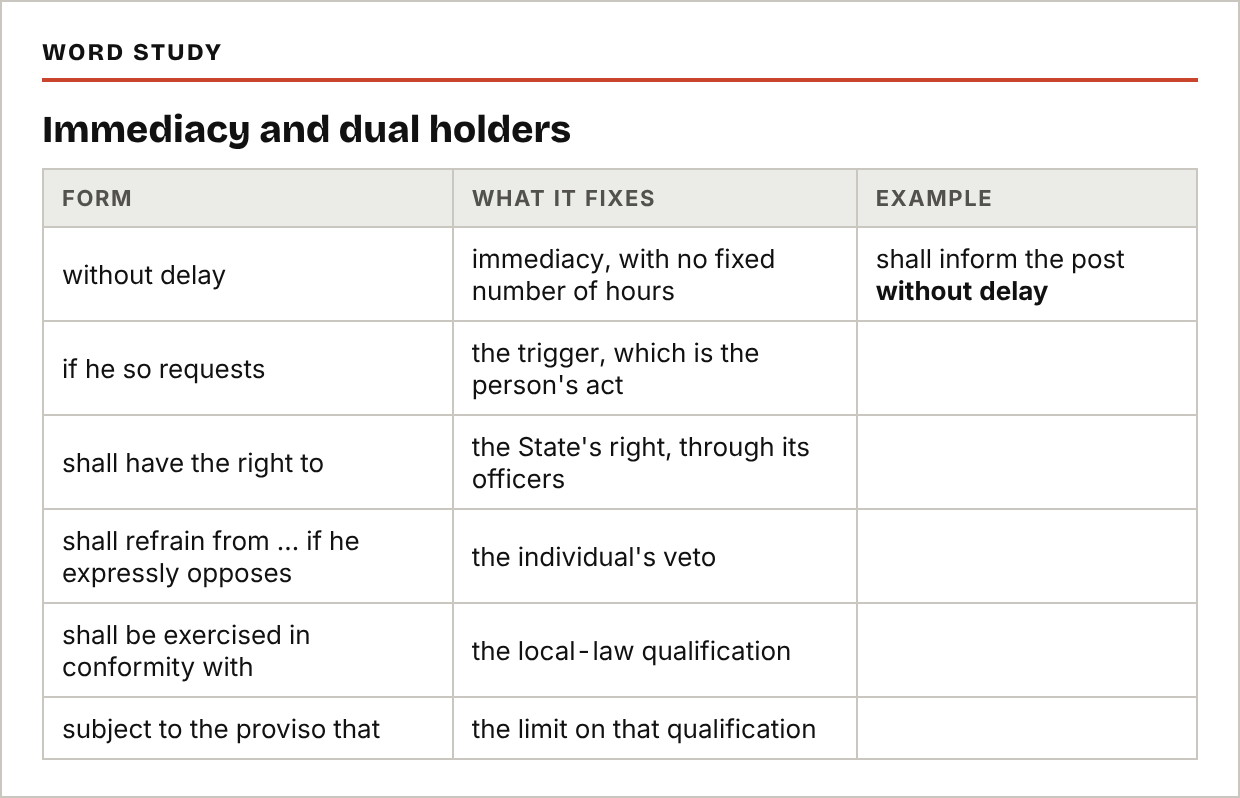 WORD STUDY
Immediacy and dual holders
FORM
WHAT IT FIXES
EXAMPLE
without delay
immediacy, with no fixed
number of hours
shall inform the post
without delay
if he so requests
the trigger, which is the
person's act
shall have the right to
the State's right, through its
officers
shall refrain from ... if he
expressly opposes
the individual's veto
shall be exercised in
conformity with
the local-law qualification
subject to the proviso that
the limit on that qualification